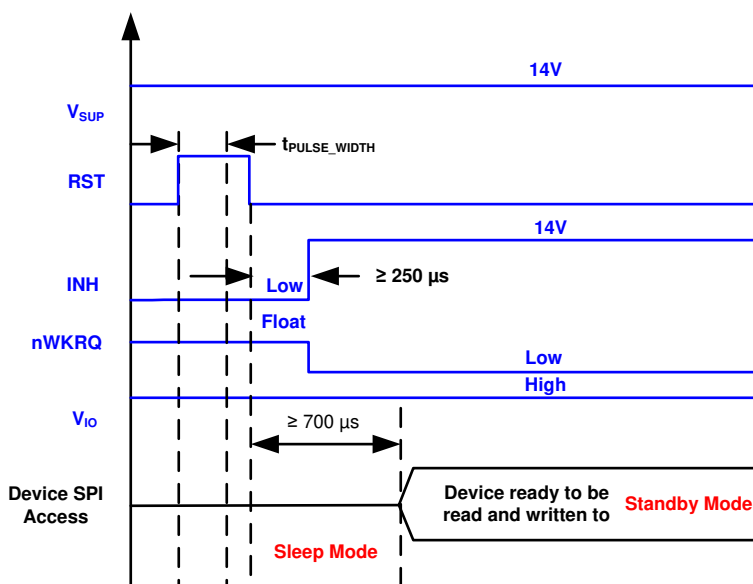 14V
VSUP
tPULSE_WIDTH
RST
14V
INH
Low
≥ 250 µs
Float
nWKRQ
Low
High
VIO
≥ 700 µs
Device SPI
Access
Device ready to be
read and written to
Standby Mode
Sleep Mode